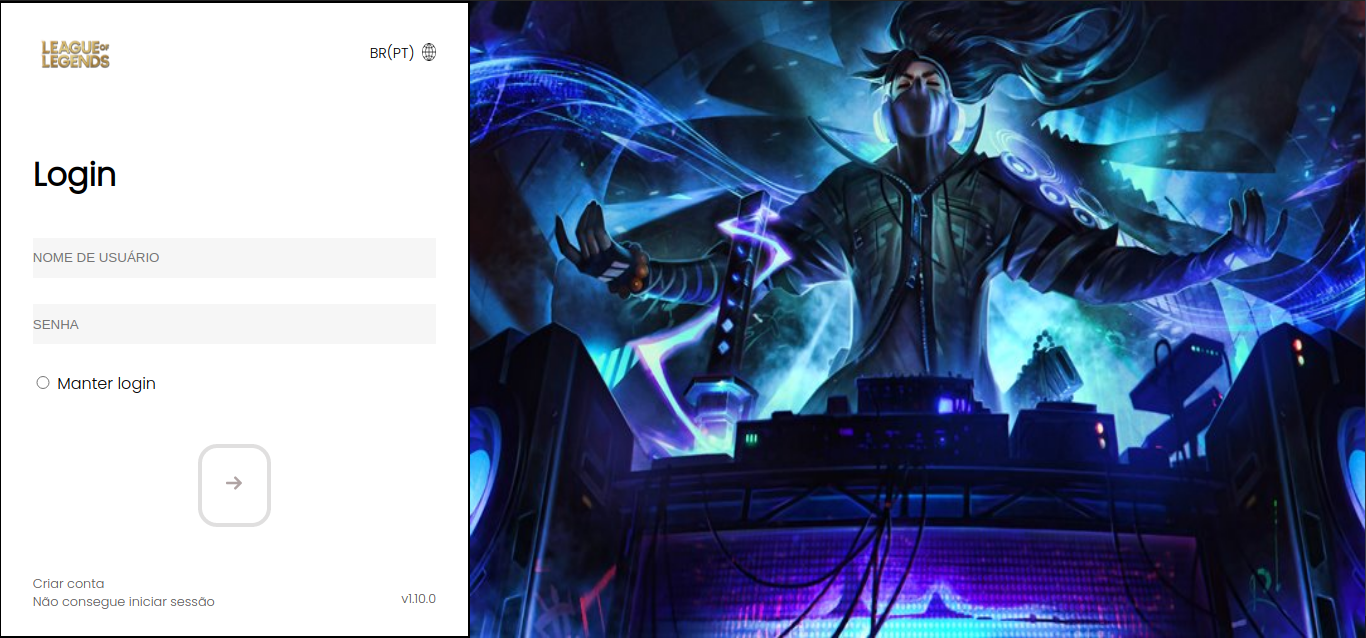 LEAGUE OF
LEGENDS
BR(PT)
Login
NOME DE USUÁRIO
SENHA
Manter login
Criar conta
Não consegue iniciar sessão
v1.10.0